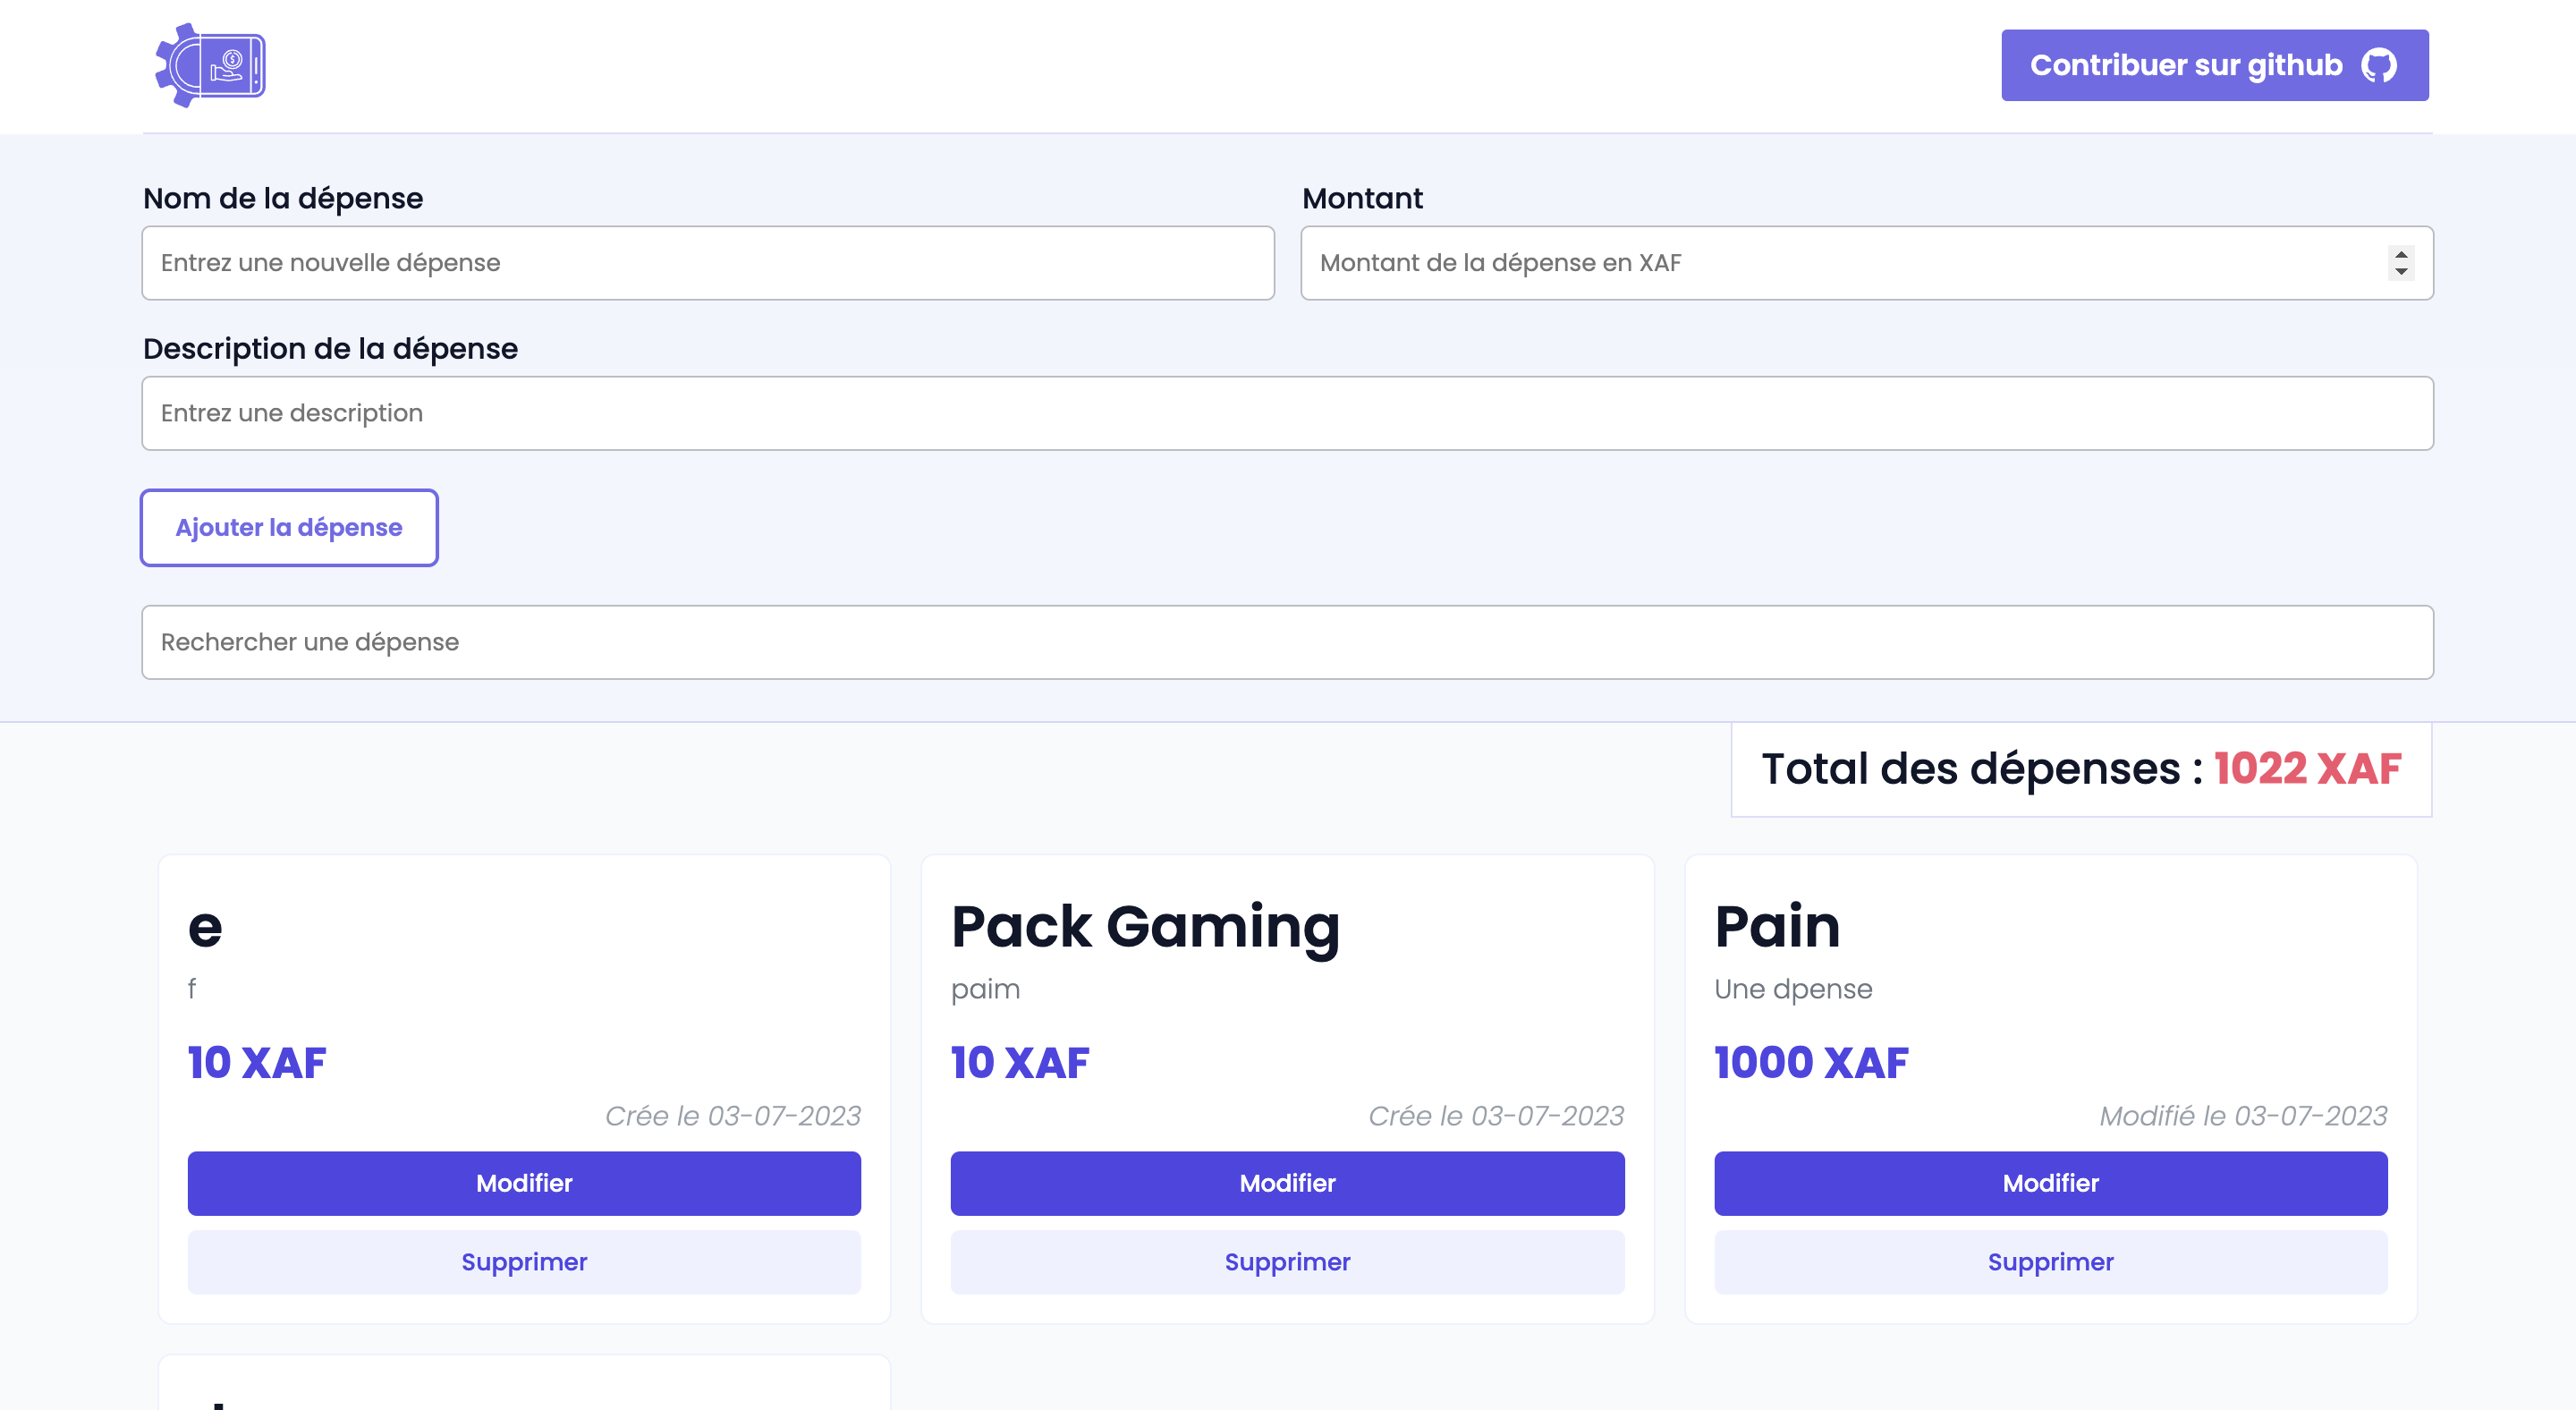 Contribuer sur github
Nom de la dépense
Montant
Entrez une nouvelle dépense
Montant de la dépense en XAF
Description de la dépense
Entrez une description
Ajouter la dépense
Rechercher une dépense
Total des dépenses : 1022 XAF
e
f
10 XAF
Crée le 03-07-2023
Modifier
Supprimer
Pack Gaming
paim
10 XAF
Crée le 03-07-2023
Modifier
Supprimer
Pain
Une dpense
1000 XAF
Modifié le 03-07-2023
Modifier
Supprimer